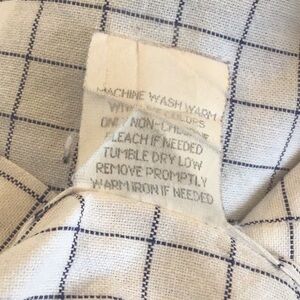 MACHINE WASH WARM
COLORS
ONLY NON-CHLORINE
BLEACH IF NEEDED
TUMBLE DRY LOW
REMOVE PROMPTLY
WARM IRON IF NEEDED